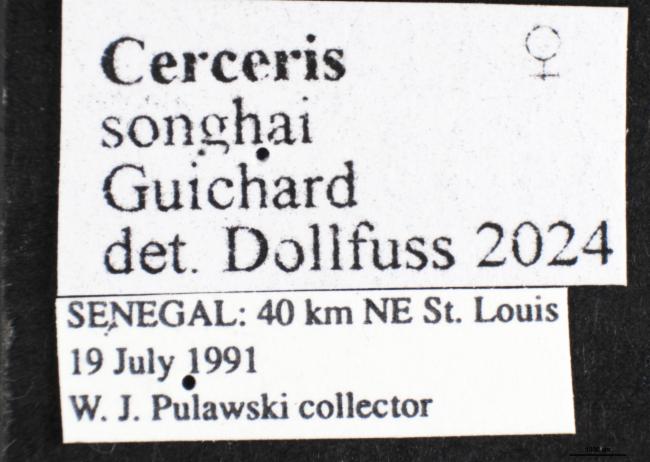 Cerceris ♀
songhai
Guichard
det. Dollfuss 2024
SENEGAL: 40 km NE St. Louis
19 July 1991
W. J. Pulawski collector